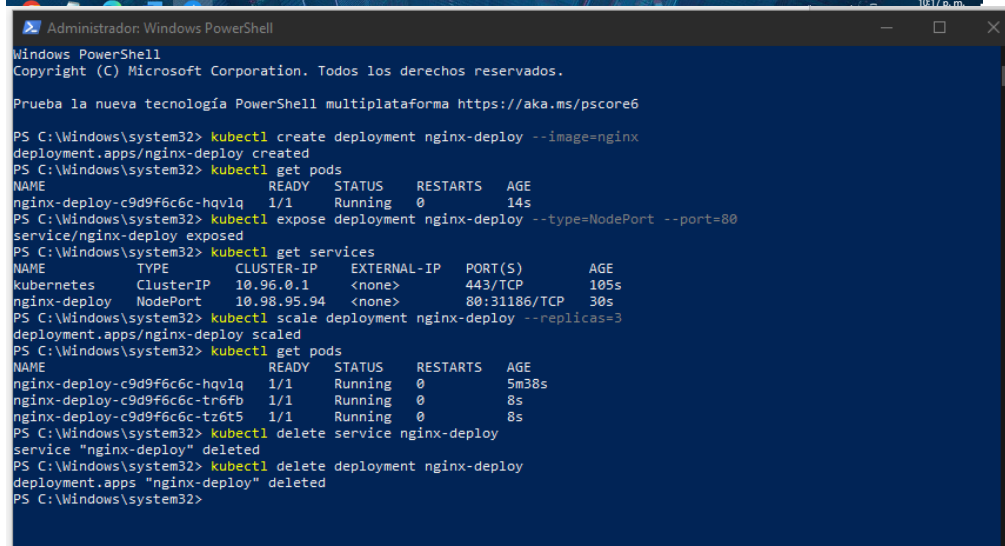 10:17 p. m.
Administrador: Windows PowerShell
Windows PowerShell
Copyright (C) Microsoft Corporation. Todos los derechos reservados.
Prueba la nueva tecnología PowerShell multiplataforma https://aka.ms/pscore6
PS C:\Windows\system32> kubectl create deployment nginx-deploy --image=nginx
deployment.apps/nginx-deploy created
PS C:\Windows\system32> kubectl get pods
NAME READY STATUS RESTARTS AGE
nginx-deploy-c9d9f6c6c-hqvlq 1/1 Running 0 14s
PS C:\Windows\system32> kubectl expose deployment nginx-deploy --type=NodePort --port=80
service/nginx-deploy exposed
PS C:\Windows\system32> kubectl get services
NAME TYPE CLUSTER-IP EXTERNAL-IP PORT(S) AGE
kubernetes ClusterIP 10.96.0.1 <none> 443/TCP 105s
nginx-deploy NodePort 10.98.95.94 <none> 80:31186/TCP 30s
PS C:\Windows\system32> kubectl scale deployment nginx-deploy --replicas=3
deployment.apps/nginx-deploy scaled
PS C:\Windows\system32> kubectl get pods
NAME READY STATUS RESTARTS AGE
nginx-deploy-c9d9f6c6c-hqvlq 1/1 Running 0 5m38s
nginx-deploy-c9d9f6c6c-tr6fb 1/1 Running 0 8s
nginx-deploy-c9d9f6c6c-tz6t5 1/1 Running 0 8s
PS C:\Windows\system32> kubectl delete service nginx-deploy
service "nginx-deploy" deleted
PS C:\Windows\system32> kubectl delete deployment nginx-deploy
deployment.apps "nginx-deploy" deleted
PS C:\Windows\system32>